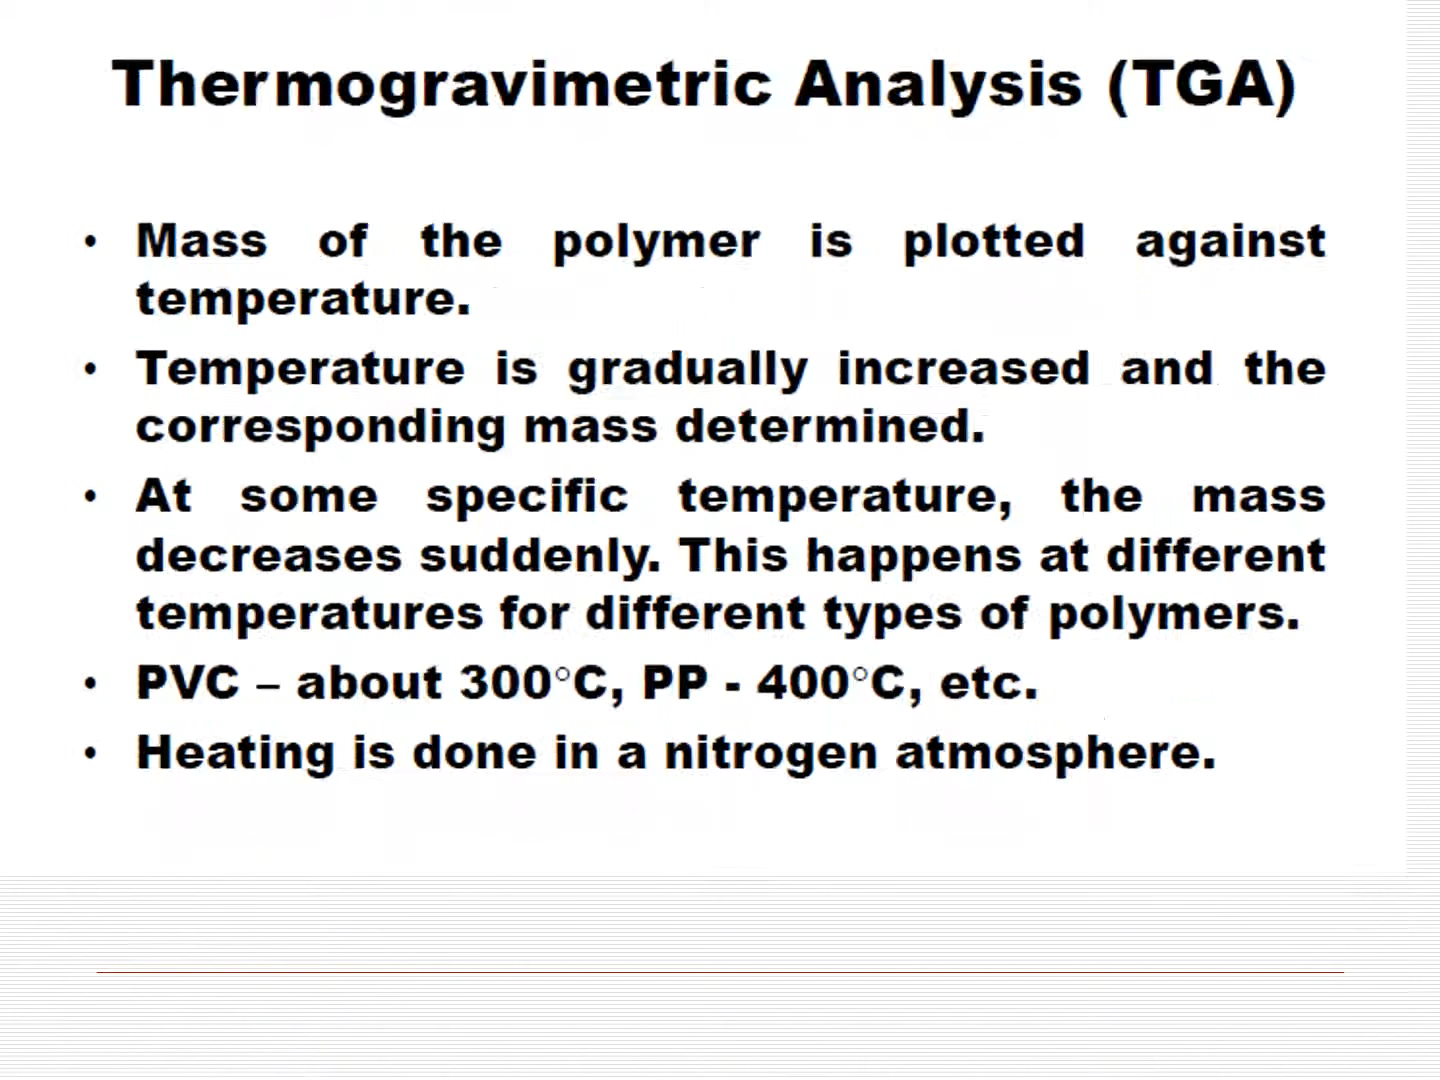 Thermogravimetric Analysis (TGA)
• Mass of the polymer is plotted against
temperature.
• Temperature is gradually increased and the
corresponding mass determined.
• At some specific temperature, the mass
decreases suddenly. This happens at different
temperatures for different types of polymers.
• PVC – about 300°C, PP - 400°C, etc.
• Heating is done in a nitrogen atmosphere.